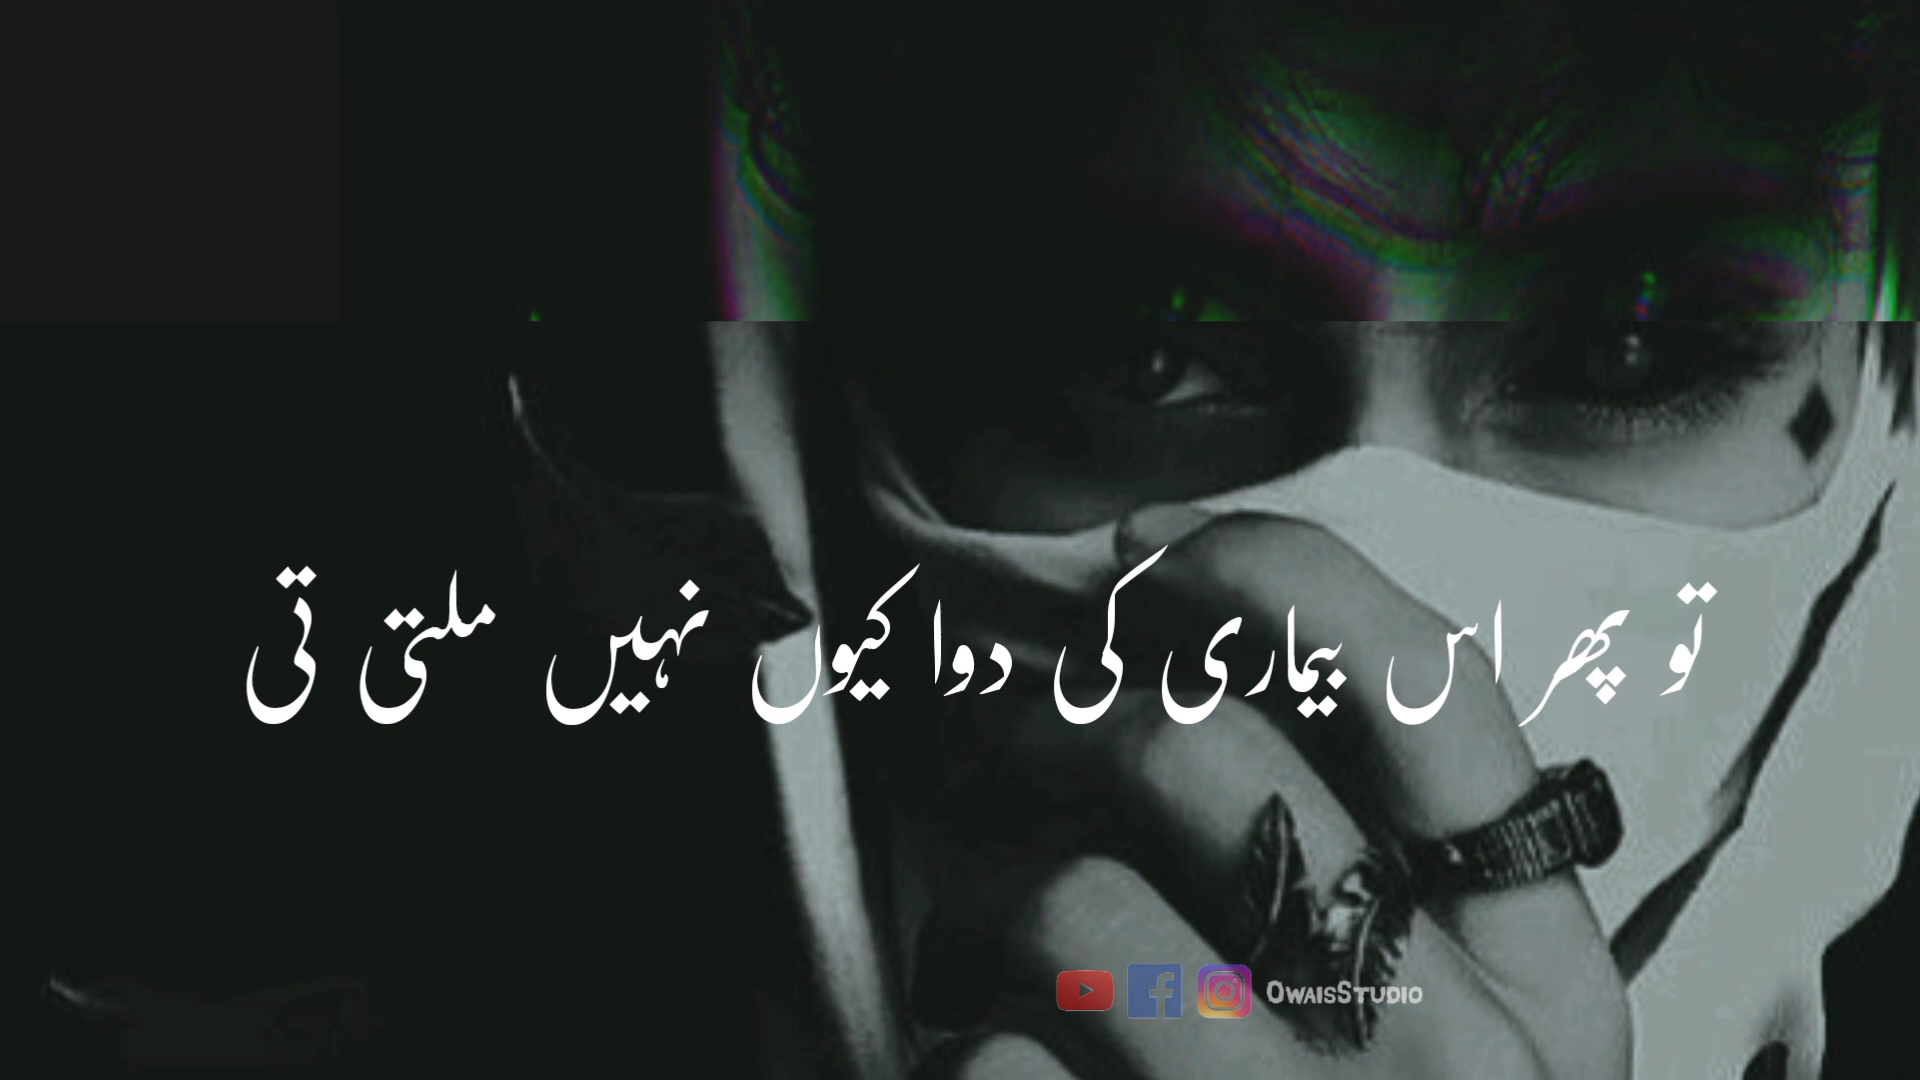 تو پھر اس بیماری کی دوا کیوں نہیں ملتی تی
OwaisStudio